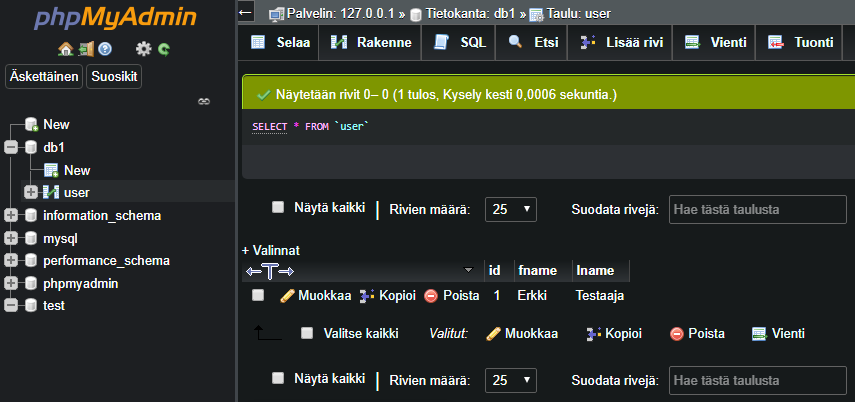 phpMyAdmin
Äskettäinen Suosikit
New
db1
New
user
information_schema
mysql
performance_schema
phpmyadmin
test
Palvelin: 127.0.0.1 » Tietokanta: db1 » Taulu: user
Selaa Rakenne SQL Etsi Lisää rivi Vienti Tuonti
Näytetään rivit 0– 0 (1 tulos, Kysely kesti 0,0006 sekuntia.)
SELECT * FROM `user`
Näytä kaikki Rivien määrä: 25 Suodata rivejä: Hae tästä taulusta
+ Valinnat
←T→ id fname lname
Muokkaa Kopioi Poista 1 Erkki Testaaja
Valitse kaikki Valitut: Muokkaa Kopioi Poista Vienti
Näytä kaikki Rivien määrä: 25 Suodata rivejä: Hae tästä taulusta